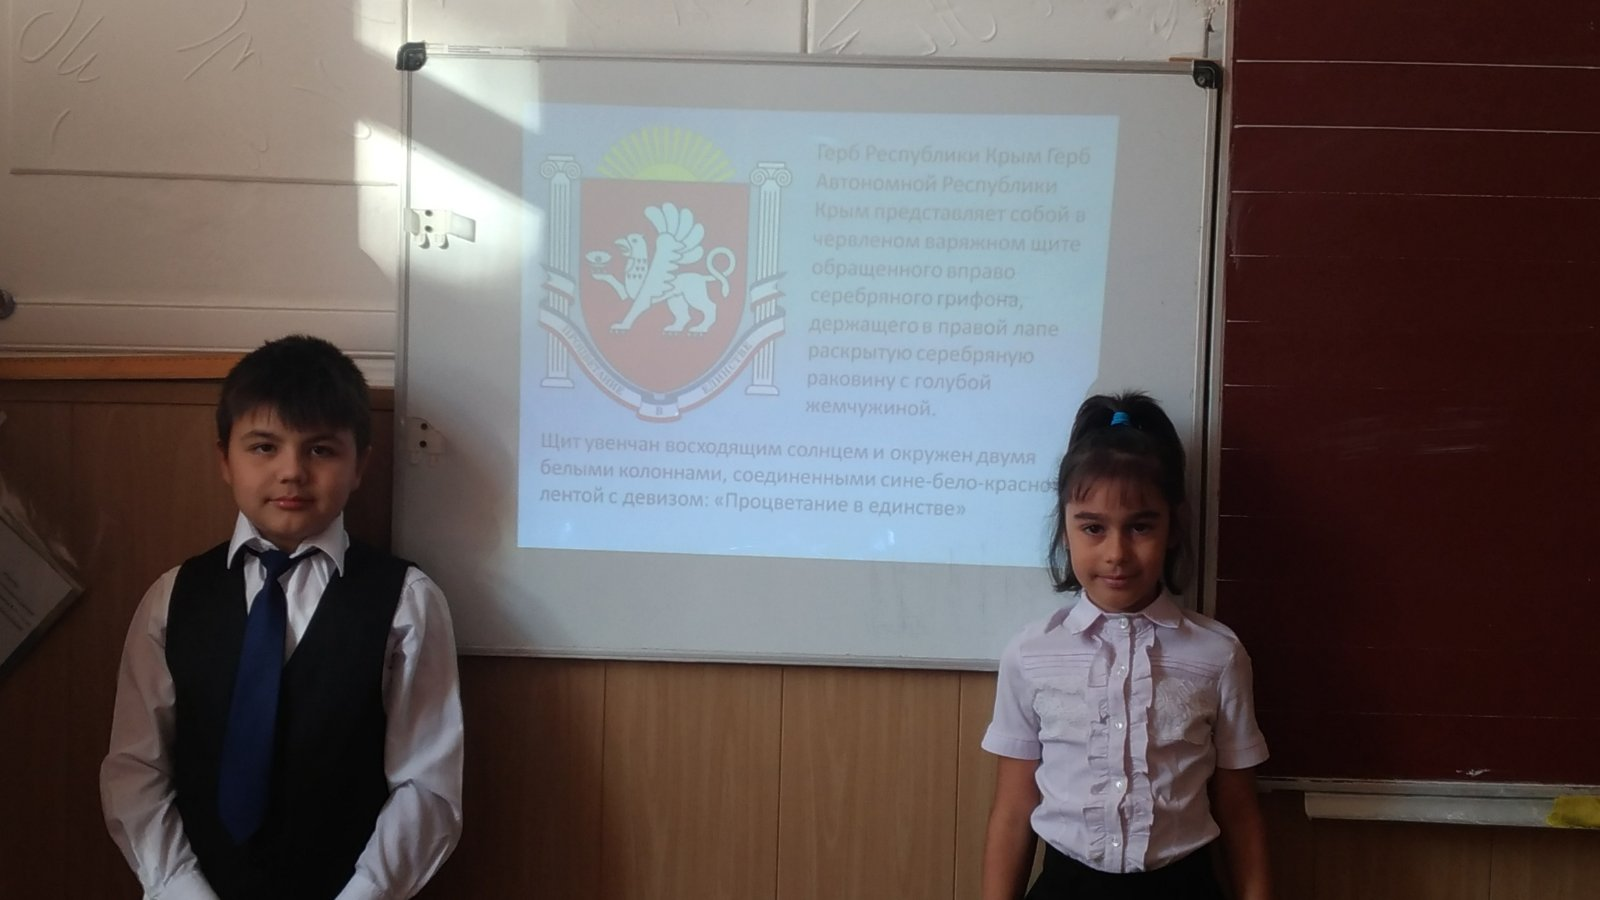 Герб Республики Крым Герб
Автономной Республики
Крым представляет собой в
червленом варяжном щите
обращенного вправо
серебряного грифона,
держащего в правой лапе
раскрытую серебряную
раковину с голубой
жемчужиной.
Щит увенчан восходящим солнцем и окружен двумя
белыми колоннами, соединенными сине-бело-красной
лентой с девизом: «Процветание в единстве»
ПРОЦВЕТАНИЕ В ЕДИНСТВЕ